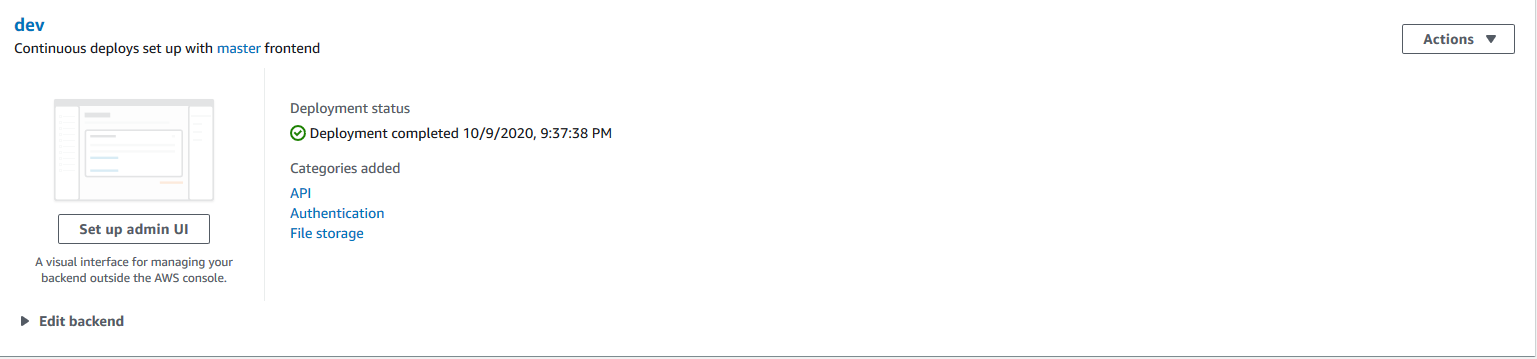 dev
Continuous deploys set up with master frontend
Actions
Deployment status
Deployment completed 10/9/2020, 9:37:38 PM
Categories added
API
Authentication
File storage
Set up admin UI
A visual interface for managing your
backend outside the AWS console.
Edit backend